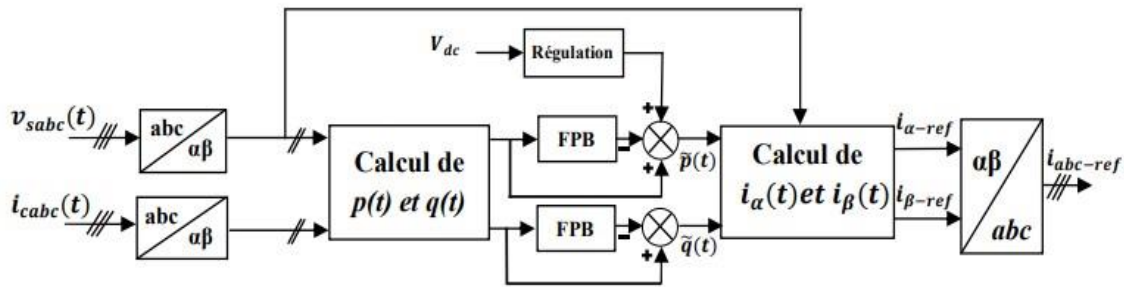 V_dc
Régulation
v_sabc(t)
abc
αβ
i_cabc(t)
abc
αβ
Calcul de
p(t) et q(t)
FPB
FPB
+
-
+
p̃(t)
-
+
q̃(t)
Calcul de
i_α(t) et i_β(t)
i_α-ref
i_β-ref
αβ
abc
i_abc-ref